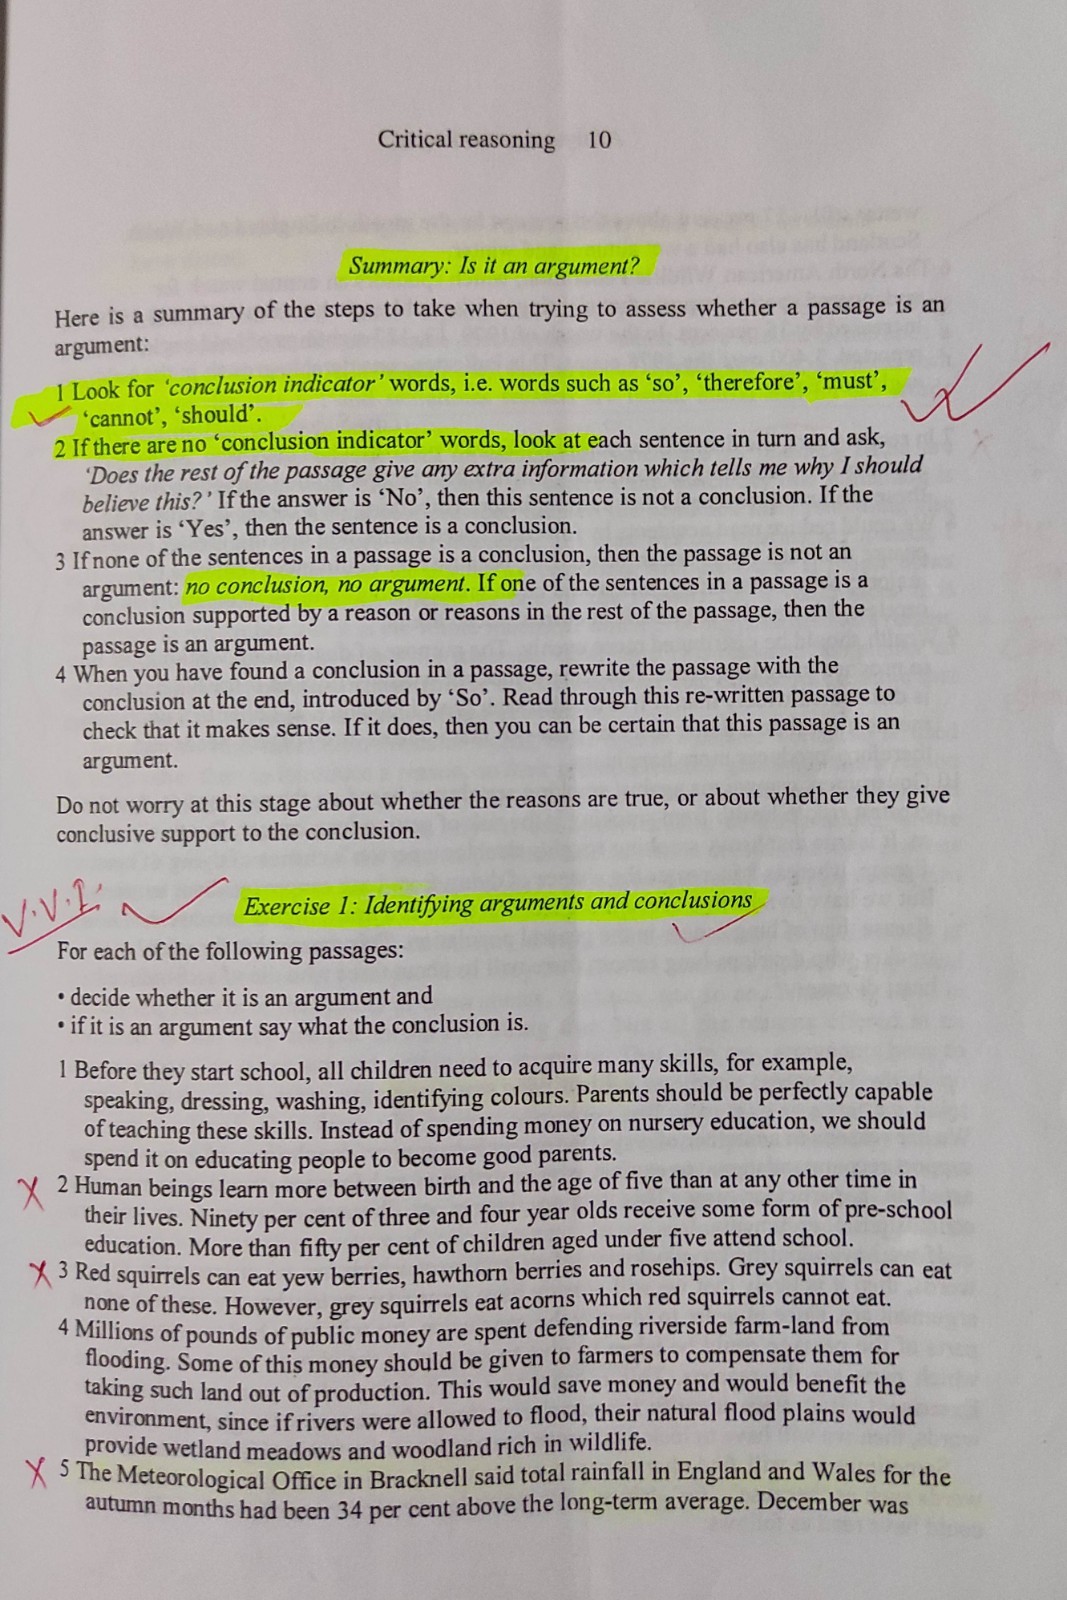 Critical reasoning 10
Summary: Is it an argument?
Here is a summary of the steps to take when trying to assess whether a passage is an
argument:
1 Look for ‘conclusion indicator’ words, i.e. words such as ‘so’, ‘therefore’, ‘must’,
‘cannot’, ‘should’.
2 If there are no ‘conclusion indicator’ words, look at each sentence in turn and ask,
‘Does the rest of the passage give any extra information which tells me why I should
believe this?’ If the answer is ‘No’, then this sentence is not a conclusion. If the
answer is ‘Yes’, then the sentence is a conclusion.
3 If none of the sentences in a passage is a conclusion, then the passage is not an
argument: no conclusion, no argument. If one of the sentences in a passage is a
conclusion supported by a reason or reasons in the rest of the passage, then the
passage is an argument.
4 When you have found a conclusion in a passage, rewrite the passage with the
conclusion at the end, introduced by ‘So’. Read through this re-written passage to
check that it makes sense. If it does, then you can be certain that this passage is an
argument.
Do not worry at this stage about whether the reasons are true, or about whether they give
conclusive support to the conclusion.
V.V.I.
Exercise 1: Identifying arguments and conclusions
For each of the following passages:
• decide whether it is an argument and
• if it is an argument say what the conclusion is.
1 Before they start school, all children need to acquire many skills, for example,
speaking, dressing, washing, identifying colours. Parents should be perfectly capable
of teaching these skills. Instead of spending money on nursery education, we should
spend it on educating people to become good parents.
2 Human beings learn more between birth and the age of five than at any other time in
their lives. Ninety per cent of three and four year olds receive some form of pre-school
education. More than fifty per cent of children aged under five attend school.
3 Red squirrels can eat yew berries, hawthorn berries and rosehips. Grey squirrels can eat
none of these. However, grey squirrels eat acorns which red squirrels cannot eat.
4 Millions of pounds of public money are spent defending riverside farm-land from
flooding. Some of this money should be given to farmers to compensate them for
taking such land out of production. This would save money and would benefit the
environment, since if rivers were allowed to flood, their natural flood plains would
provide wetland meadows and woodland rich in wildlife.
5 The Meteorological Office in Bracknell said total rainfall in England and Wales for the
autumn months had been 34 per cent above the long-term average. December was